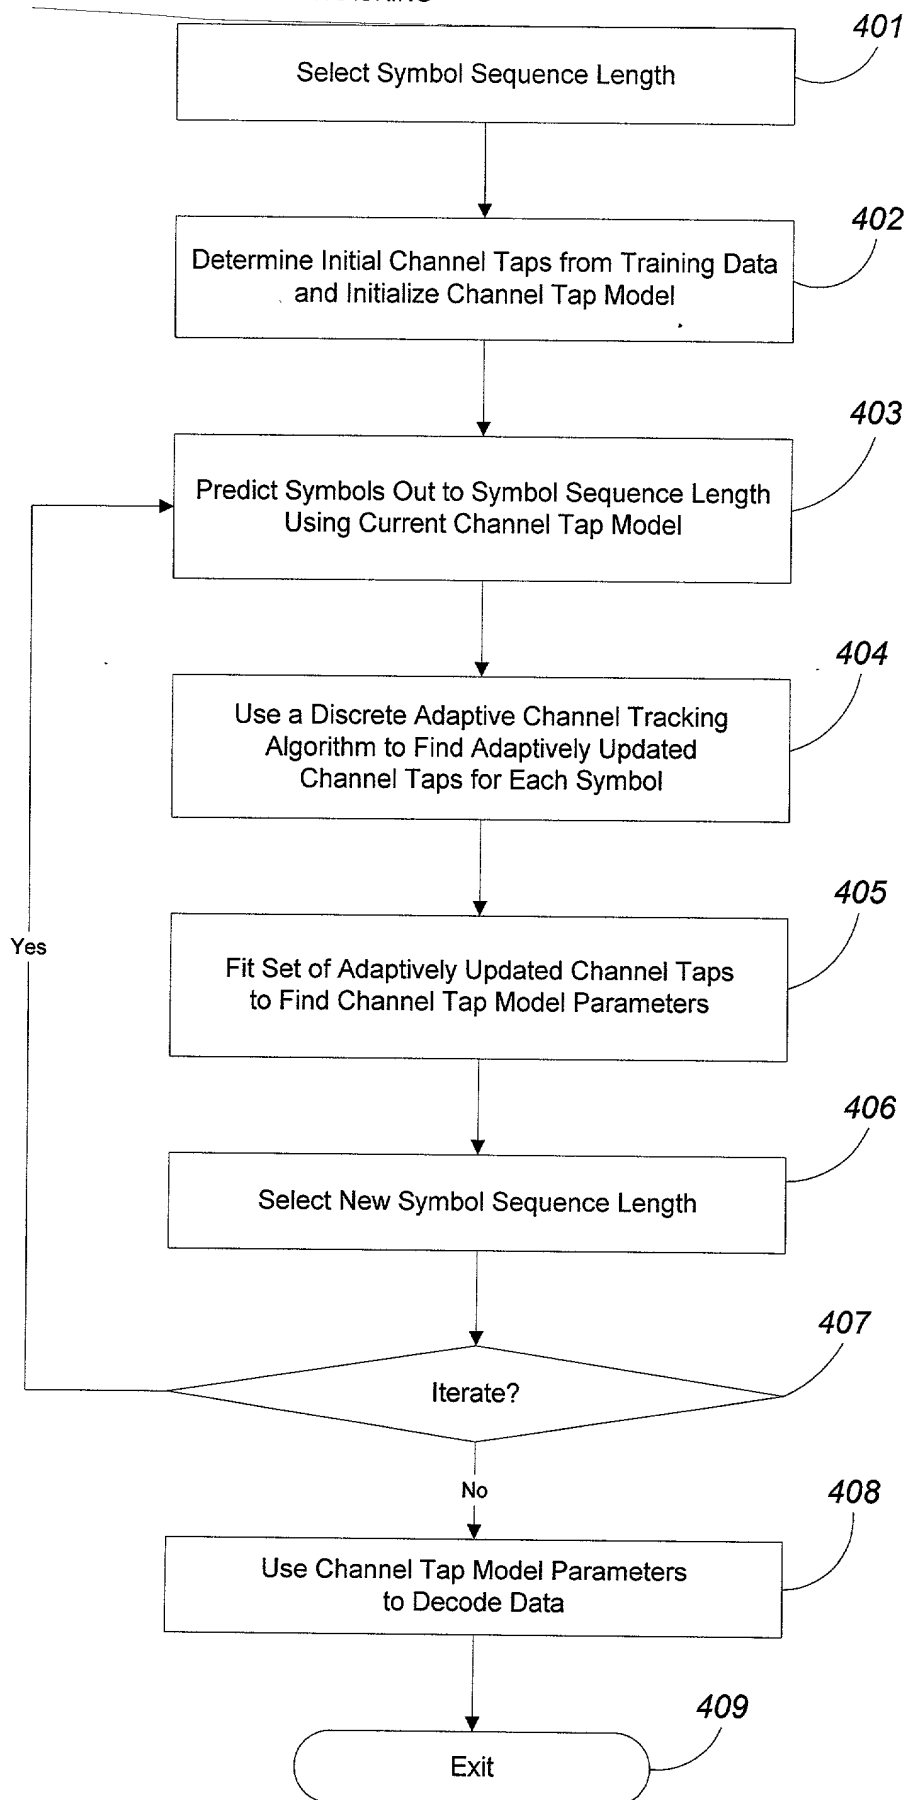 401
Select Symbol Sequence Length
402
Determine Initial Channel Taps from Training Data
and Initialize Channel Tap Model
403
Predict Symbols Out to Symbol Sequence Length
Using Current Channel Tap Model
404
Use a Discrete Adaptive Channel Tracking
Algorithm to Find Adaptively Updated
Channel Taps for Each Symbol
405
Yes
Fit Set of Adaptively Updated Channel Taps
to Find Channel Tap Model Parameters
406
Select New Symbol Sequence Length
407
Iterate?
No
408
Use Channel Tap Model Parameters
to Decode Data
409
Exit